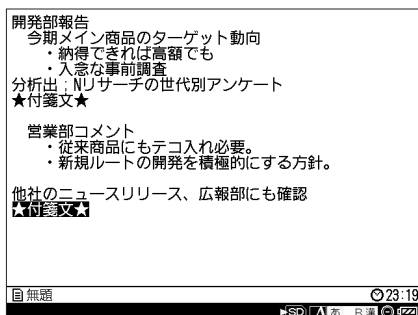 開発部報告
今期メイン商品のターゲット動向
・納得できれば高額でも
・入念な事前調査
分析出；Nリサーチの世代別アンケート
★付箋文★
営業部コメント
・従来商品にもテコ入れ必要。
・新規ルートの開発を積極的にする方針。
他社のニュースリリース、広報部にも確認
★付箋文★
無題 23:19
SD A あ R漢